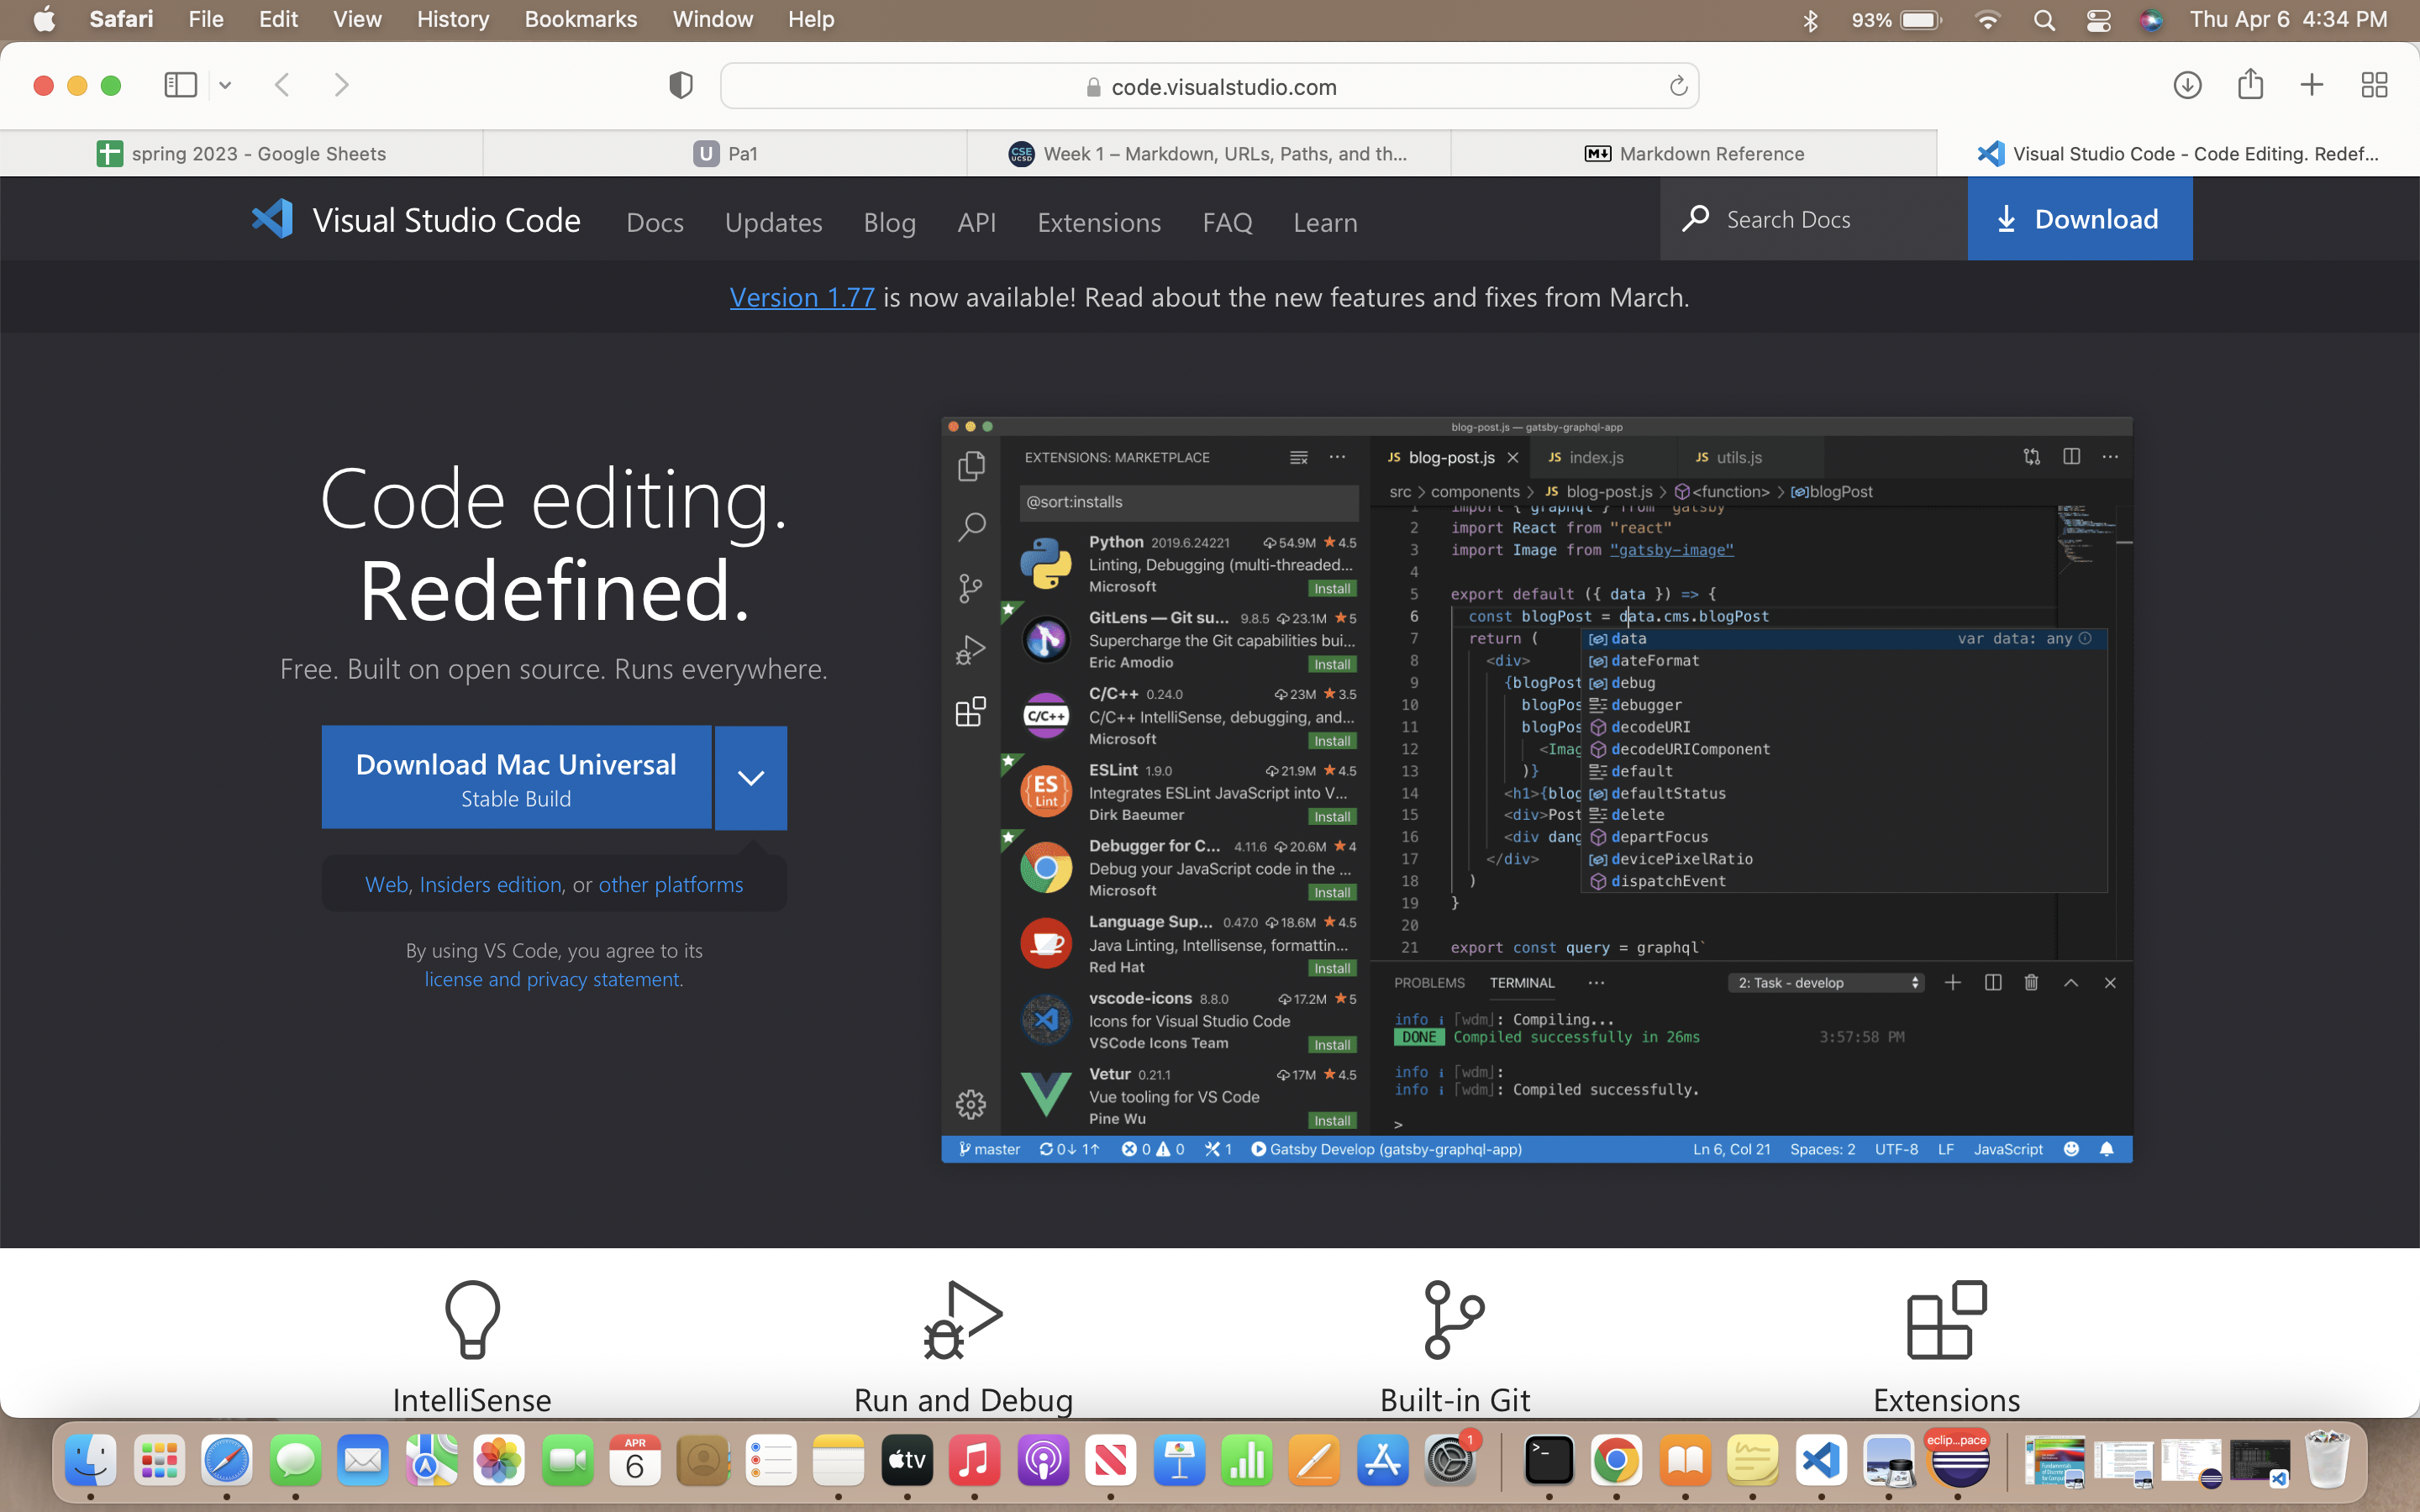 Safari File Edit View History Bookmarks Window Help 93% Thu Apr 6 4:34 PM
code.visualstudio.com
spring 2023 - Google Sheets
U Pa1
CSE UCSD Week 1 – Markdown, URLs, Paths, and th...
M Markdown Reference
Visual Studio Code - Code Editing. Redef...
Visual Studio Code Docs Updates Blog API Extensions FAQ Learn Search Docs Download
Version 1.77 is now available! Read about the new features and fixes from March.
Code editing.
Redefined.
Free. Built on open source. Runs everywhere.
Download Mac Universal
Stable Build
Web, Insiders edition, or other platforms
By using VS Code, you agree to its
license and privacy statement.
blog-post.js — gatsby-graphql-app
EXTENSIONS: MARKETPLACE ...
@sort:installs
Python 2019.6.24221 54.9M 4.5
Linting, Debugging (multi-threaded...
Microsoft Install
GitLens — Git su... 9.8.5 23.1M 5
Supercharge the Git capabilities bui...
Eric Amodio Install
C/C++
C/C++ 0.24.0 23M 3.5
C/C++ IntelliSense, debugging, and...
Microsoft Install
ES Lint
ESLint 1.9.0 21.9M 4.5
Integrates ESLint JavaScript into V...
Dirk Baeumer Install
Debugger for C... 4.11.6 20.6M 4
Debug your JavaScript code in the ...
Microsoft Install
Language Sup... 0.47.0 18.6M 4.5
Java Linting, Intellisense, formattin...
Red Hat Install
vscode-icons 8.8.0 17.2M 5
Icons for Visual Studio Code
VSCode Icons Team Install
Vetur 0.21.1 17M 4.5
Vue tooling for VS Code
Pine Wu Install
JS blog-post.js JS index.js JS utils.js ...
src > components > JS blog-post.js > <function> > blogPost
1 import { graphql } from "gatsby"
2 import React from "react"
3 import Image from "gatsby-image"
4
5 export default ({ data }) => {
6 const blogPost = data.cms.blogPost
7 return (
8 <div>
9 {blogPost
10 blogPos
11 blogPos
12 <Imag
13 )}
14 <h1>{blog
15 <div>Post
16 <div dang
17 </div>
18 )
19 }
20
21 export const query = graphql`
data var data: any
dateFormat
debug
debugger
decodeURI
decodeURIComponent
default
defaultStatus
delete
departFocus
devicePixelRatio
dispatchEvent
PROBLEMS TERMINAL ... 2: Task - develop
info i ｢wdm｣: Compiling...
DONE Compiled successfully in 26ms 3:57:58 PM
info i ｢wdm｣:
info i ｢wdm｣: Compiled successfully.
>
master 0↓ 1↑ 0 0 1 Gatsby Develop (gatsby-graphql-app) Ln 6, Col 21 Spaces: 2 UTF-8 LF JavaScript
IntelliSense Run and Debug Built-in Git Extensions
APR
6
tv
1
>_
eclip...pace